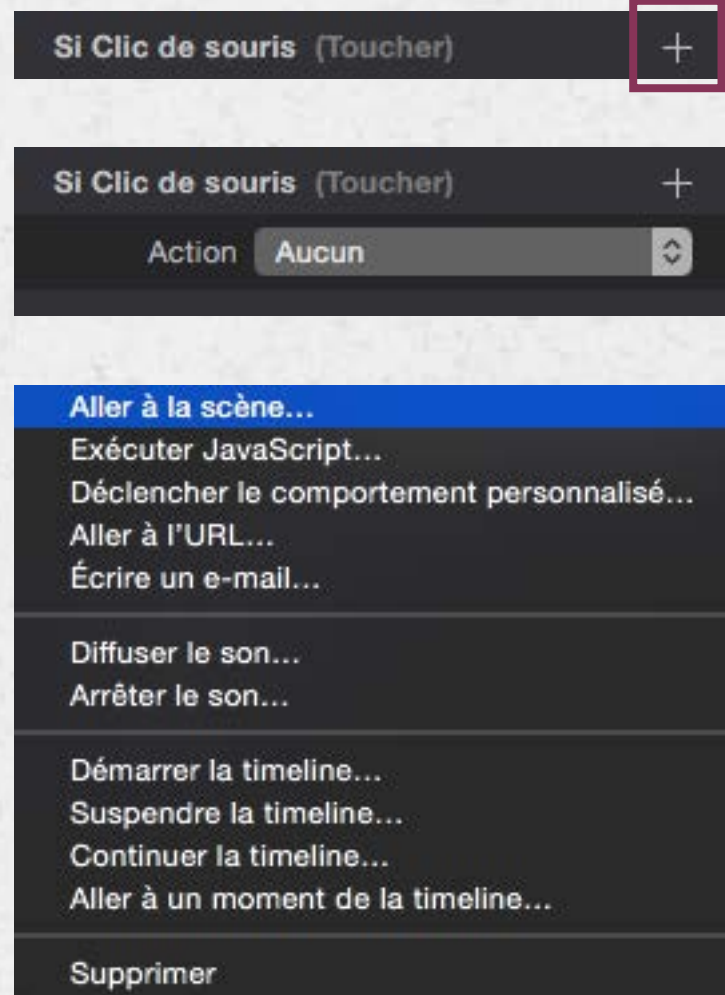 Si Clic de souris (Toucher)
Si Clic de souris (Toucher)
Action Aucun
Aller à la scène...
Exécuter JavaScript...
Déclencher le comportement personnalisé...
Aller à l'URL...
Écrire un e-mail...
Diffuser le son...
Arrêter le son...
Démarrer la timeline...
Suspendre la timeline...
Continuer la timeline...
Aller à un moment de la timeline...
Supprimer